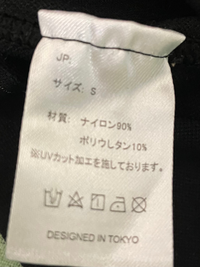 JP:
サイズ: S
材質: ナイロン90%
ポリウレタン10%
※UVカット加工を施しております。
DESIGNED IN TOKYO